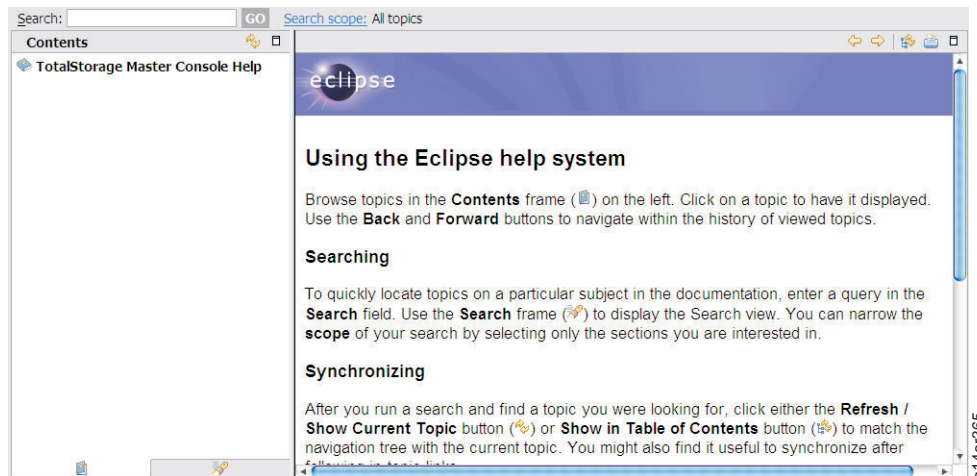 Search: GO Search scope: All topics
Contents
TotalStorage Master Console Help
eclipse
Using the Eclipse help system
Browse topics in the Contents frame ( ) on the left. Click on a topic to have it displayed.
Use the Back and Forward buttons to navigate within the history of viewed topics.
Searching
To quickly locate topics on a particular subject in the documentation, enter a query in the
Search field. Use the Search frame ( ) to display the Search view. You can narrow the
scope of your search by selecting only the sections you are interested in.
Synchronizing
After you run a search and find a topic you were looking for, click either the Refresh /
Show Current Topic button ( ) or Show in Table of Contents button ( ) to match the
navigation tree with the current topic. You might also find it useful to synchronize after
following in-topic links.